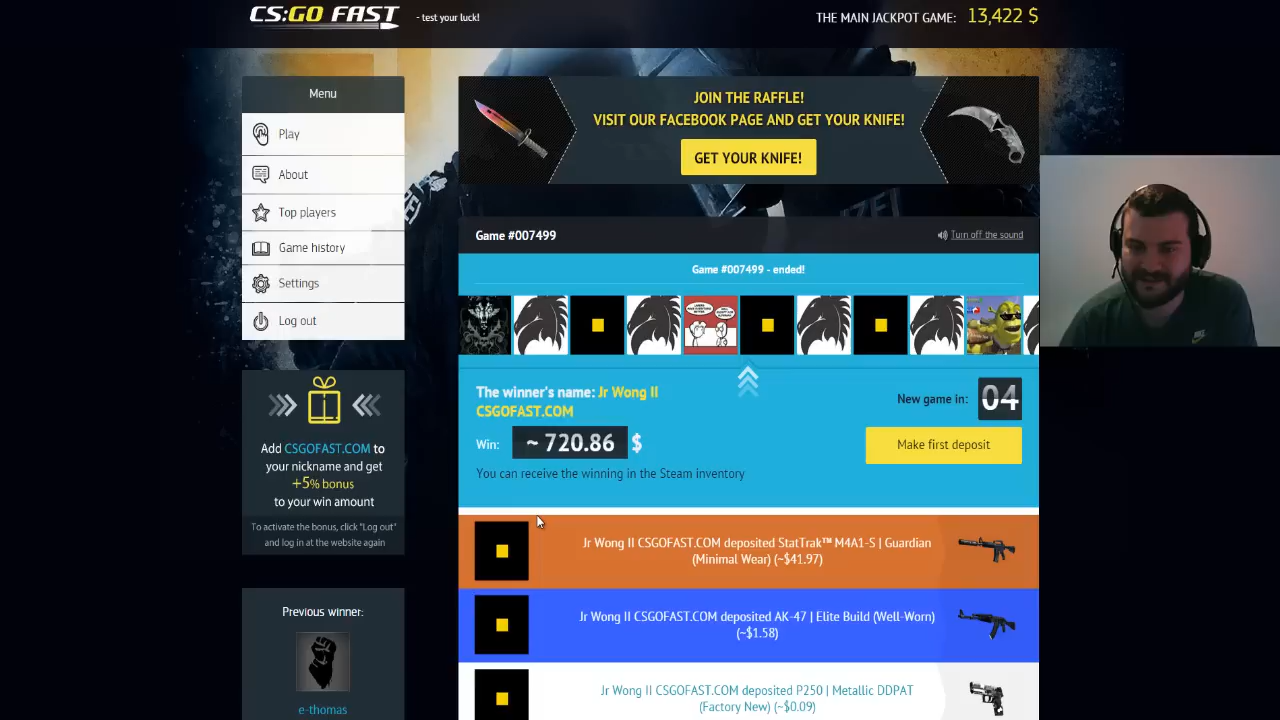 CS:GO FAST
- test your luck!
THE MAIN JACKPOT GAME: 13,422 $
Menu
Play
About
Top players
Game history
Settings
Log out
Add CSGOFAST.COM to
your nickname and get
+5% bonus
to your win amount
To activate the bonus, click "Log out"
and log in at the website again
Previous winner:
e-thomas
JOIN THE RAFFLE!
VISIT OUR FACEBOOK PAGE AND GET YOUR KNIFE!
GET YOUR KNIFE!
Game #007499
Turn off the sound
Game #007499 - ended!
The winner's name: Jr Wong II
CSGOFAST.COM
New game in: 04
Win: ~ 720.86 $
Make first deposit
You can receive the winning in the Steam inventory
Jr Wong II CSGOFAST.COM deposited StatTrak™ M4A1-S | Guardian
(Minimal Wear) (~$41.97)
Jr Wong II CSGOFAST.COM deposited AK-47 | Elite Build (Well-Worn)
(~$1.58)
Jr Wong II CSGOFAST.COM deposited P250 | Metallic DDPAT
(Factory New) (~$0.09)